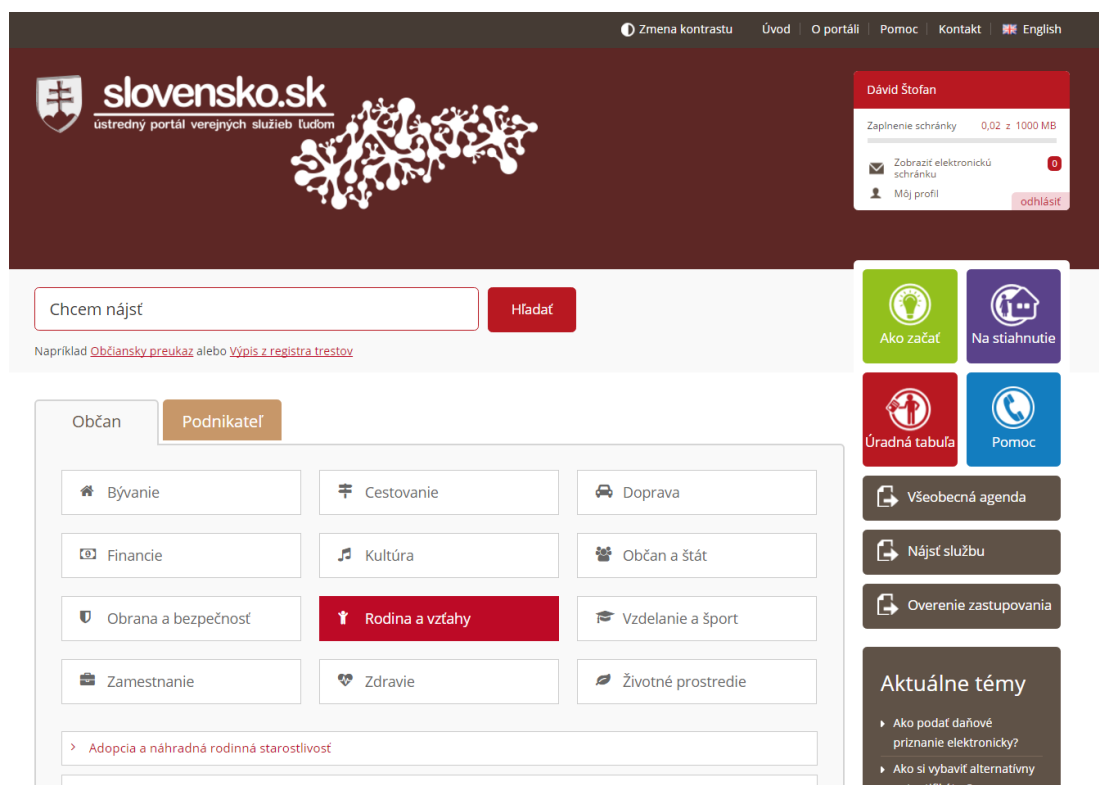 Zmena kontrastu Úvod O portáli Pomoc Kontakt English
slovensko.sk
ústredný portál verejných služieb ľuďom
Dávid Štofan
Zaplnenie schránky 0,02 z 1000 MB
Zobraziť elektronickú
schránku
0
Môj profil
odhlásiť
Chcem nájsť
Hľadať
Napríklad Občiansky preukaz alebo Výpis z registra trestov
Ako začať
Na stiahnutie
Úradná tabuľa
Pomoc
Občan
Podnikateľ
Bývanie
Cestovanie
Doprava
Financie
Kultúra
Občan a štát
Obrana a bezpečnosť
Rodina a vzťahy
Vzdelanie a šport
Zamestnanie
Zdravie
Životné prostredie
Adopcia a náhradná rodinná starostlivosť
Všeobecná agenda
Nájsť službu
Overenie zastupovania
Aktuálne témy
Ako podať daňové
priznanie elektronicky?
Ako si vybaviť alternatívny